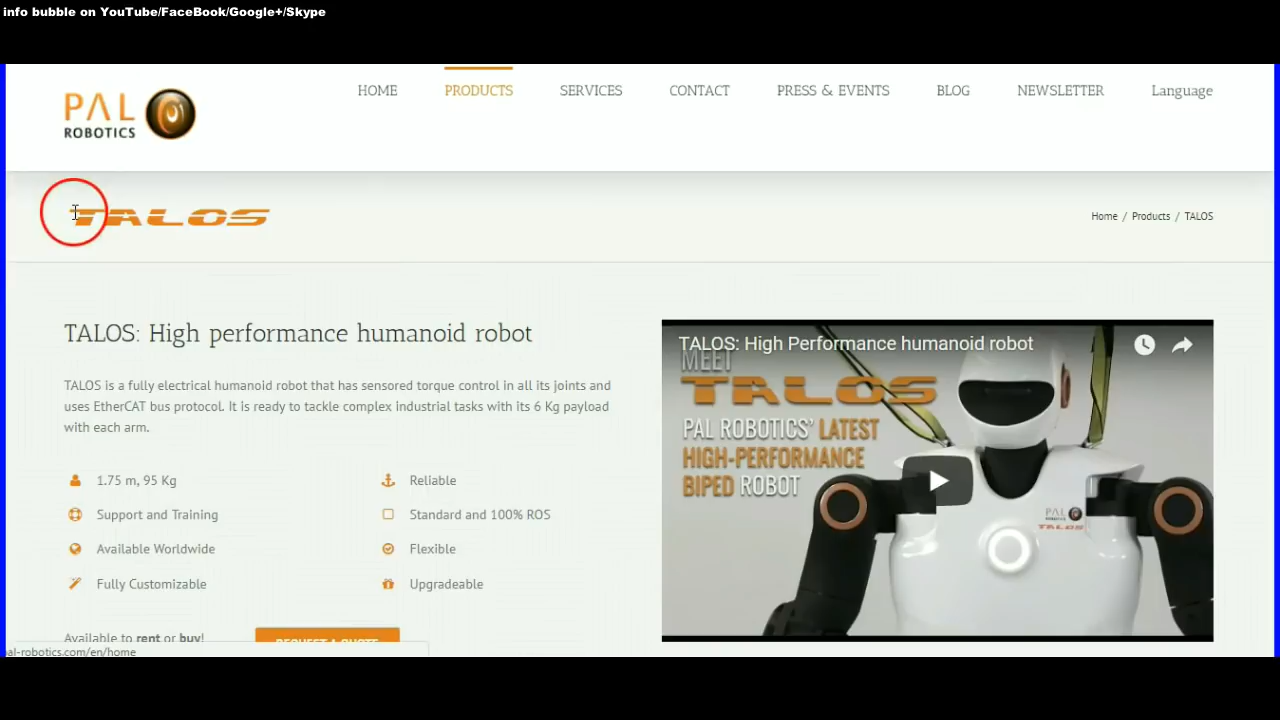 info bubble on YouTube/FaceBook/Google+/Skype
PAL
ROBOTICS
HOME PRODUCTS SERVICES CONTACT PRESS & EVENTS BLOG NEWSLETTER Language
TALOS
Home / Products / TALOS
TALOS: High performance humanoid robot
TALOS is a fully electrical humanoid robot that has sensored torque control in all its joints and
uses EtherCAT bus protocol. It is ready to tackle complex industrial tasks with its 6 Kg payload
with each arm.
1.75 m, 95 Kg
Reliable
Support and Training
Standard and 100% ROS
Available Worldwide
Flexible
Fully Customizable
Upgradeable
Available to rent or buy!
REQUEST A QUOTE
TALOS: High Performance humanoid robot
MEET
TALOS
PAL ROBOTICS' LATEST
HIGH-PERFORMANCE
BIPED ROBOT
PAL
ROBOTICS
TALOS
al-robotics.com/en/home